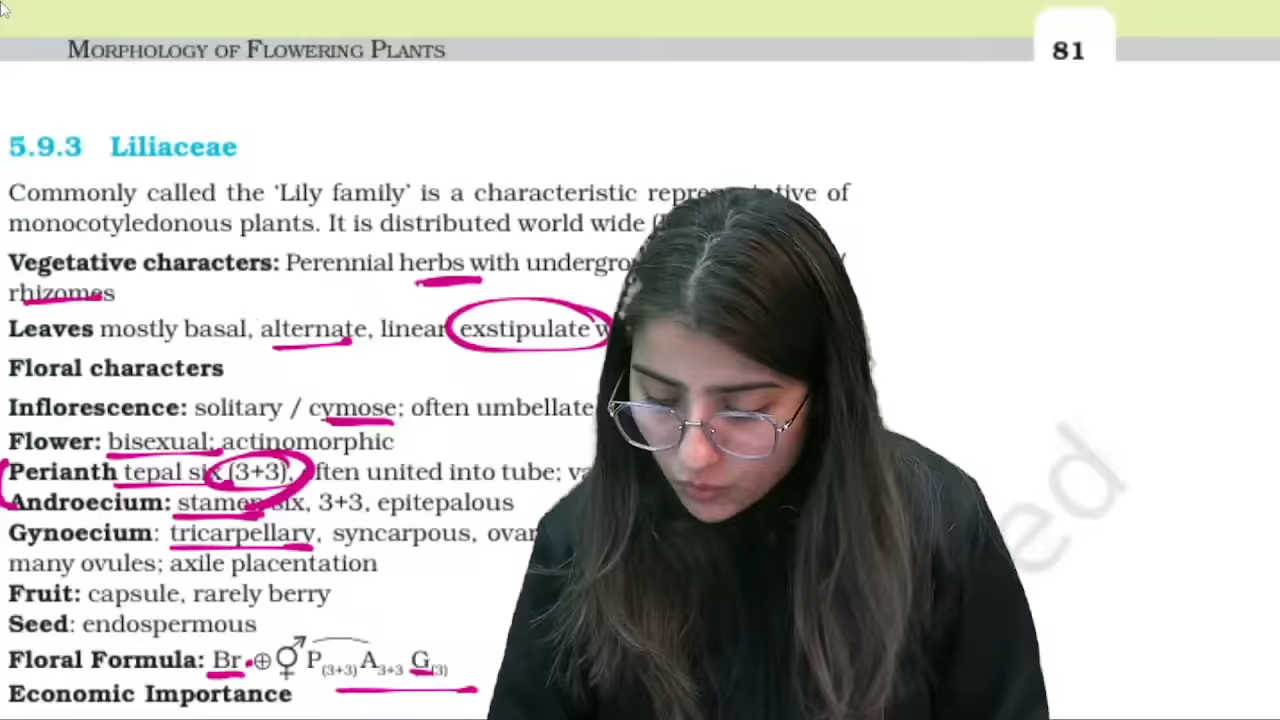 MORPHOLOGY OF FLOWERING PLANTS 81
5.9.3 Liliaceae
Commonly called the ‘Lily family’ is a characteristic representative of
monocotyledonous plants. It is distributed world wide
Vegetative characters: Perennial herbs with
rhizomes
Leaves mostly basal, alternate, linear, exstipulate
Floral characters
Inflorescence: solitary / cymose; often umbellate
Flower: bisexual; actinomorphic
Perianth tepal six (3+3), often united into tube;
Androecium: stamen six, 3+3, epitepalous
Gynoecium: tricarpellary, syncarpous,
many ovules; axile placentation
Fruit: capsule, rarely berry
Seed: endospermous
Floral Formula: Br ⊕ ⚥ P(3+3) A3+3 G(3)
Economic Importance
ed